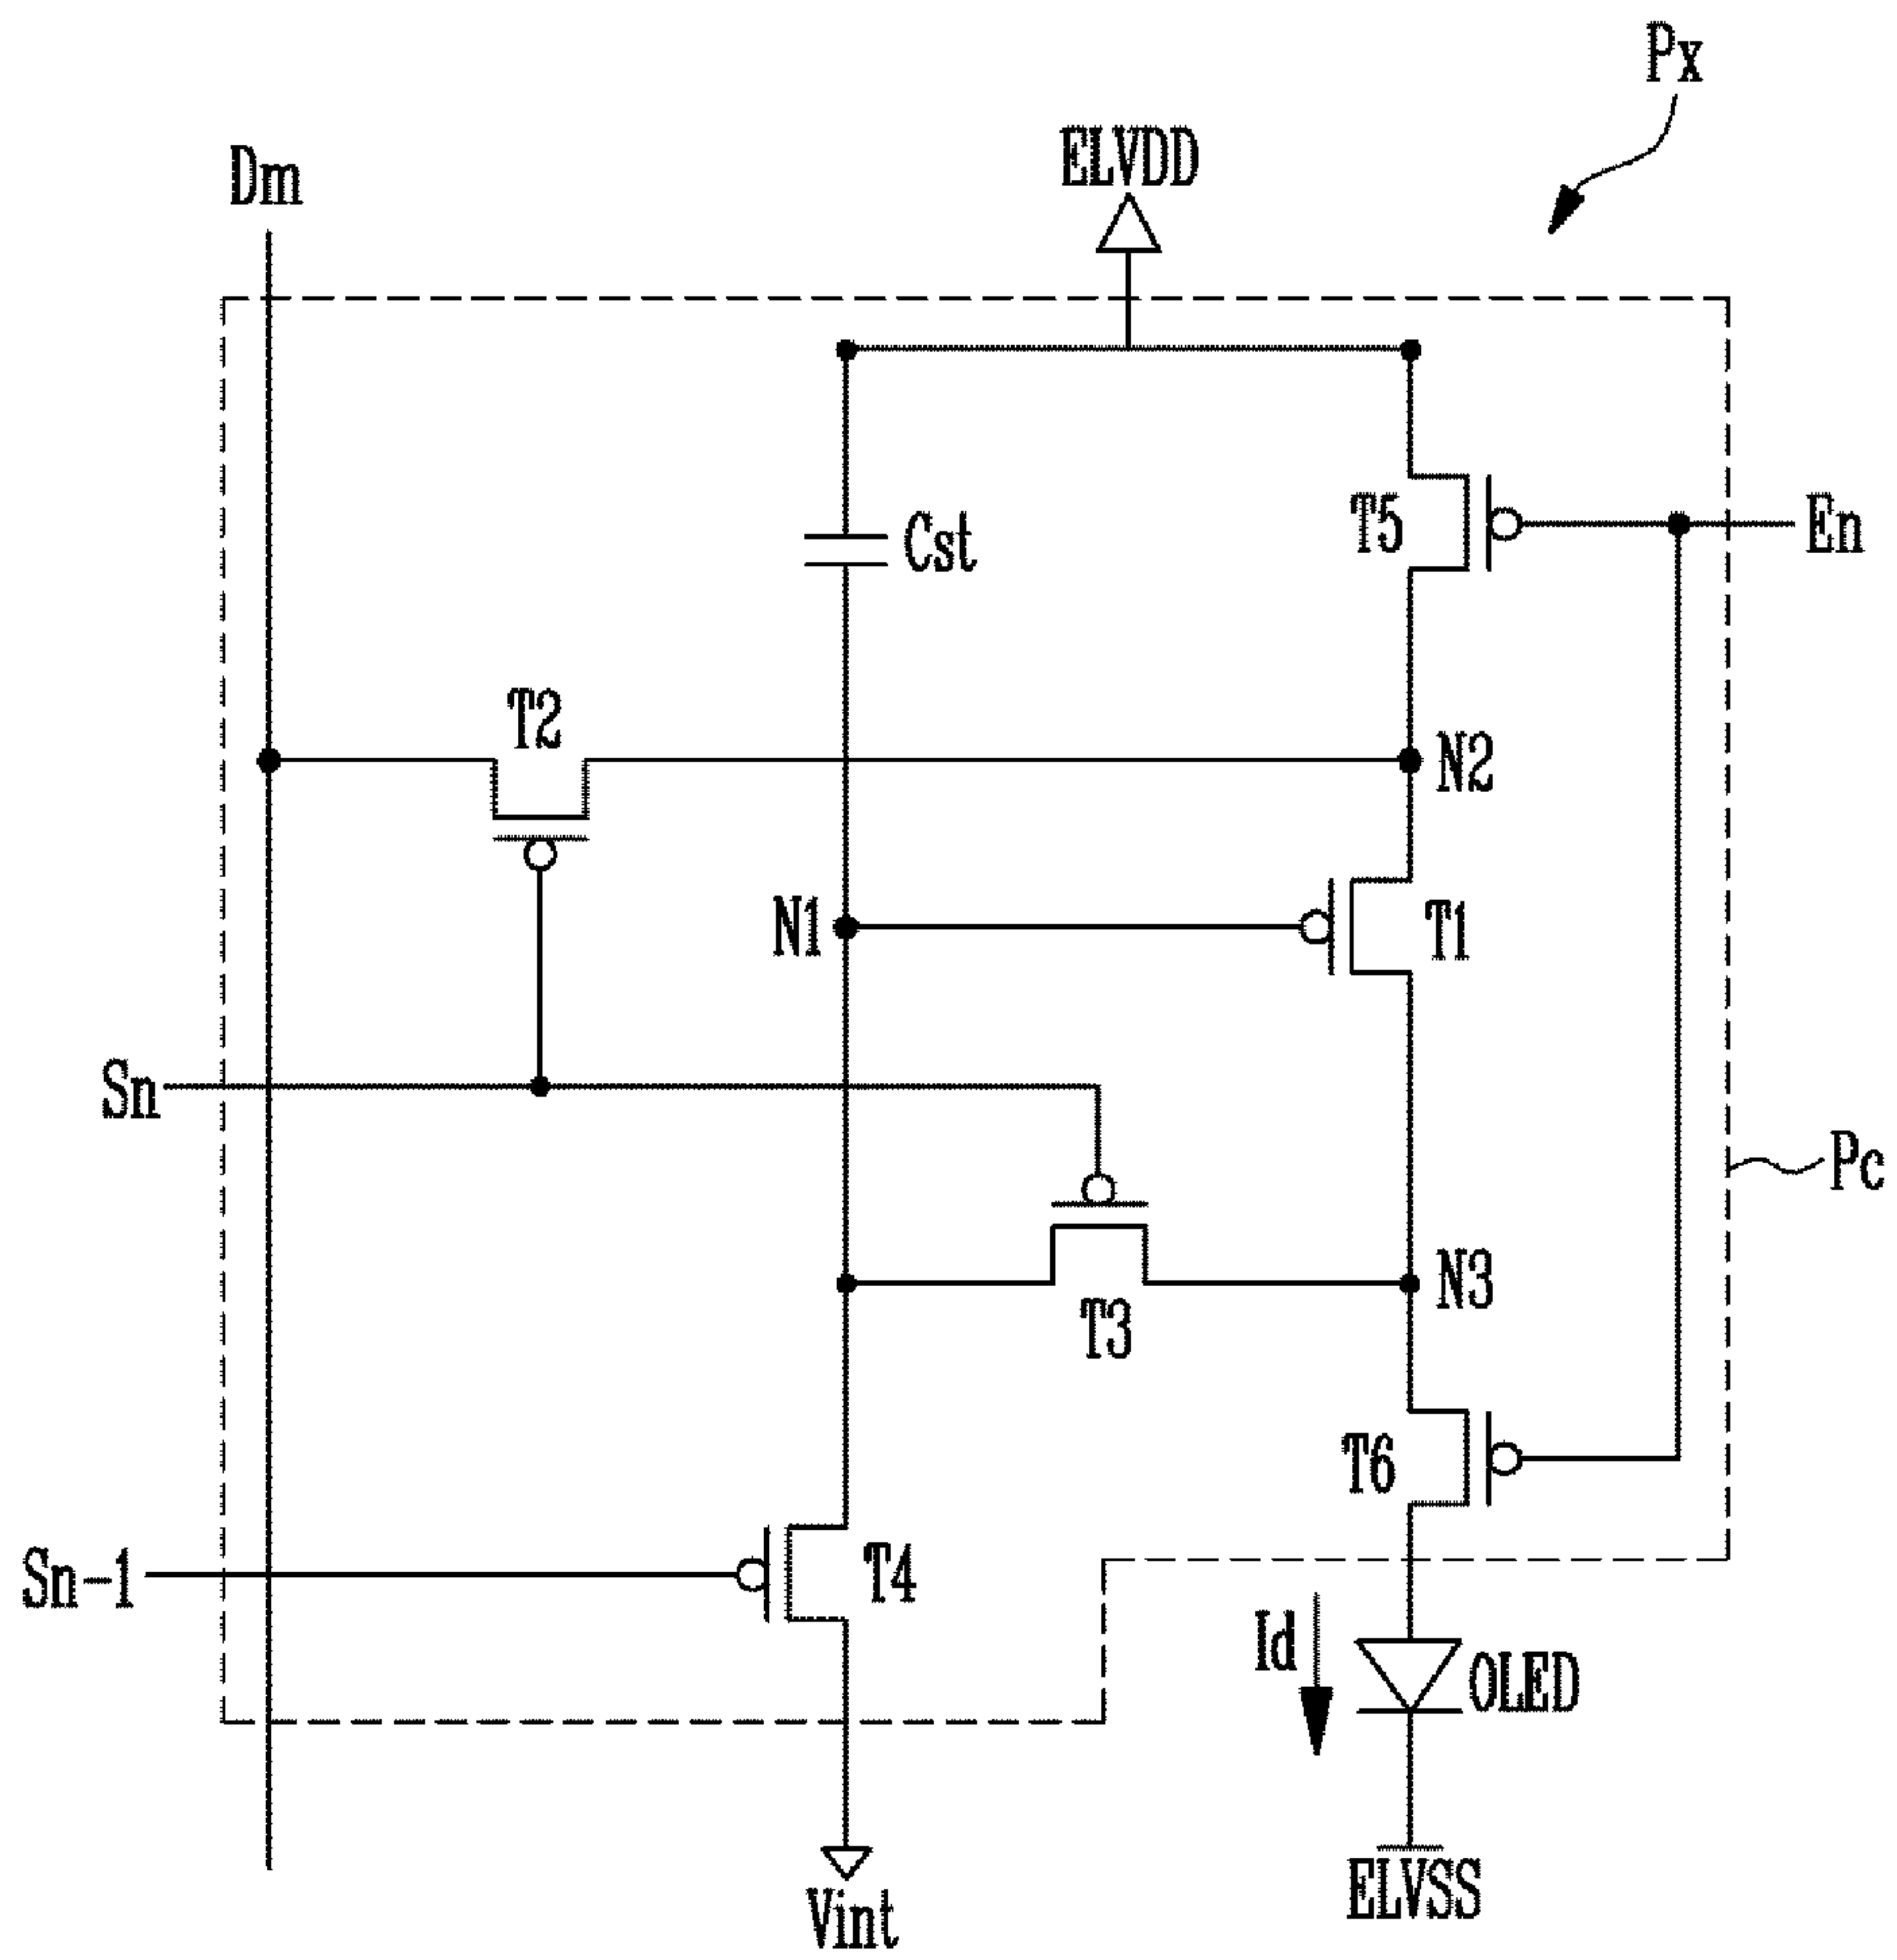 Px
ELVDD
Dm
Cst
T5
En
T2
N2
N1
T1
Sn
Pc
N3
T3
T6
Sn-1
T4
Id
OLED
ELVSS
Vint